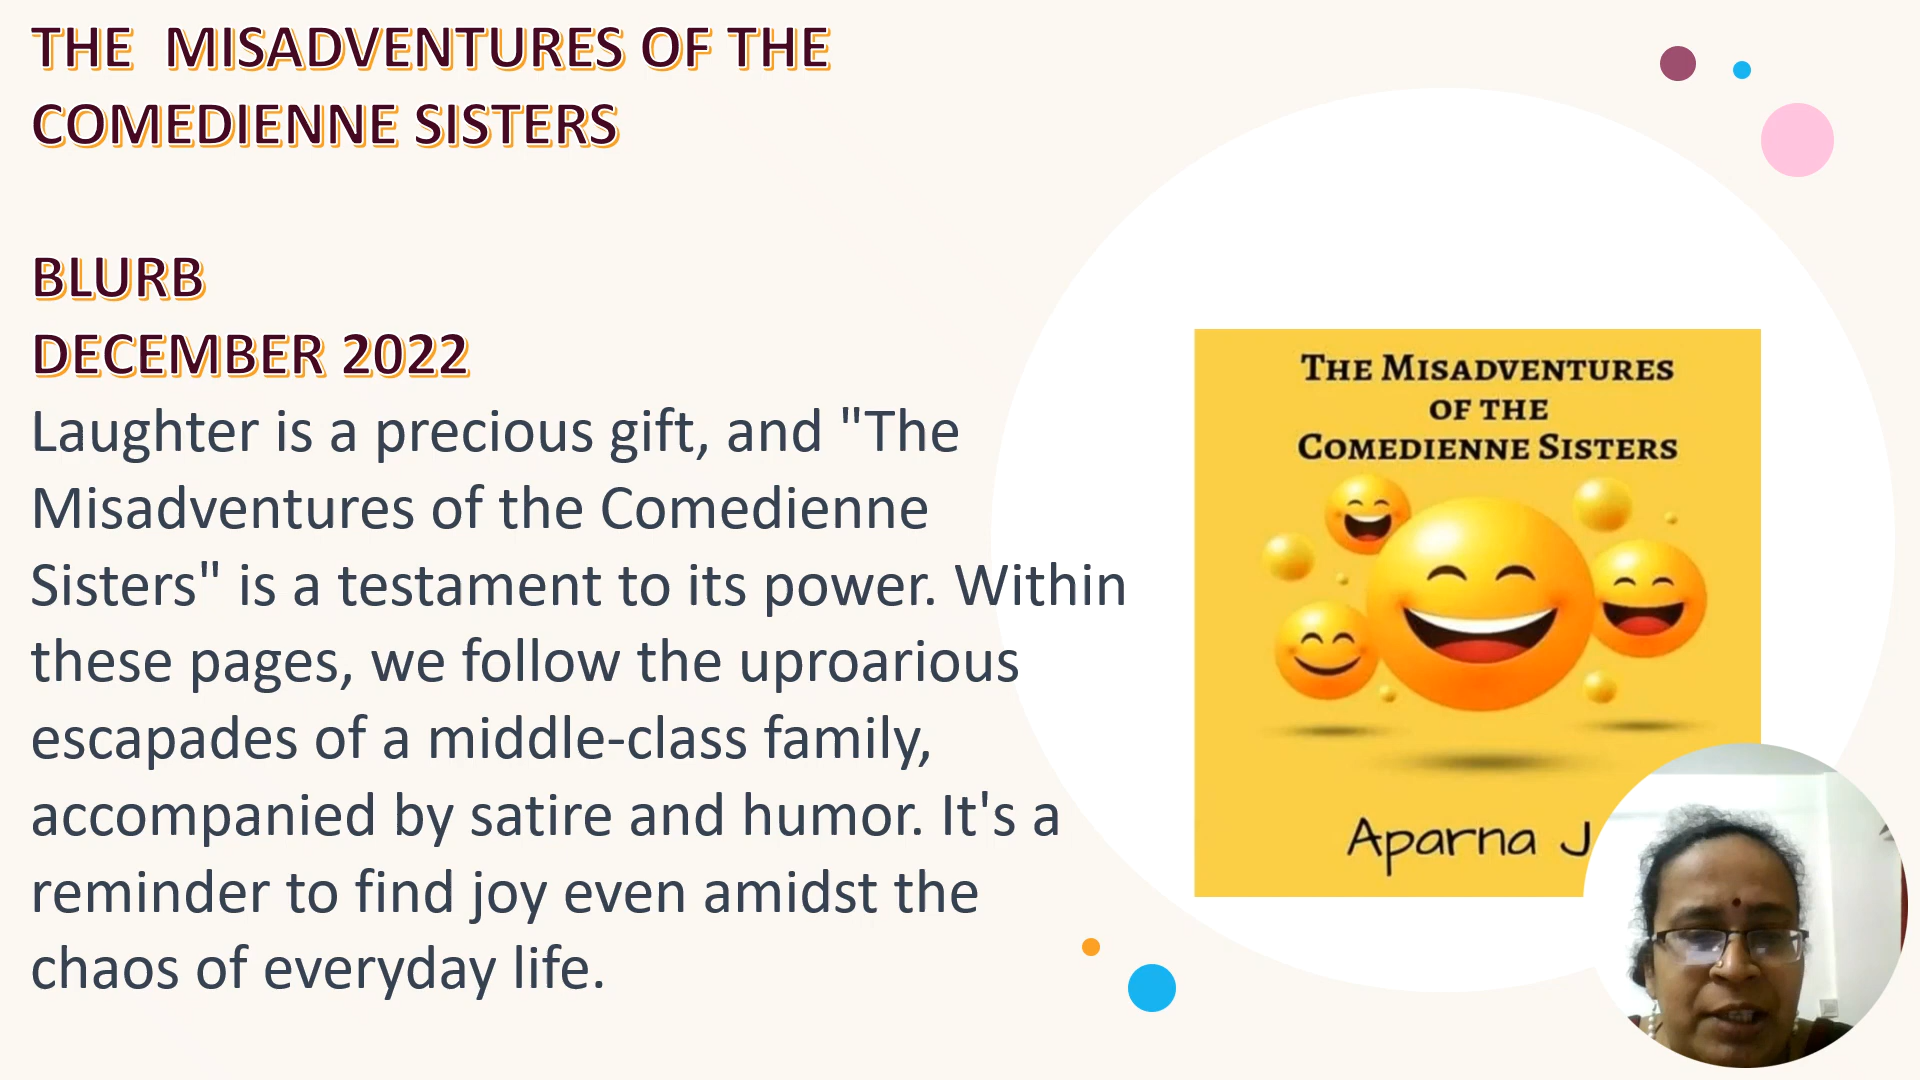 THE MISADVENTURES OF THE
COMEDIENNE SISTERS
BLURB
DECEMBER 2022
Laughter is a precious gift, and "The
Misadventures of the Comedienne
Sisters" is a testament to its power. Within
these pages, we follow the uproarious
escapades of a middle-class family,
accompanied by satire and humor. It's a
reminder to find joy even amidst the
chaos of everyday life.
The Misadventures
of the
Comedienne Sisters
Aparna J